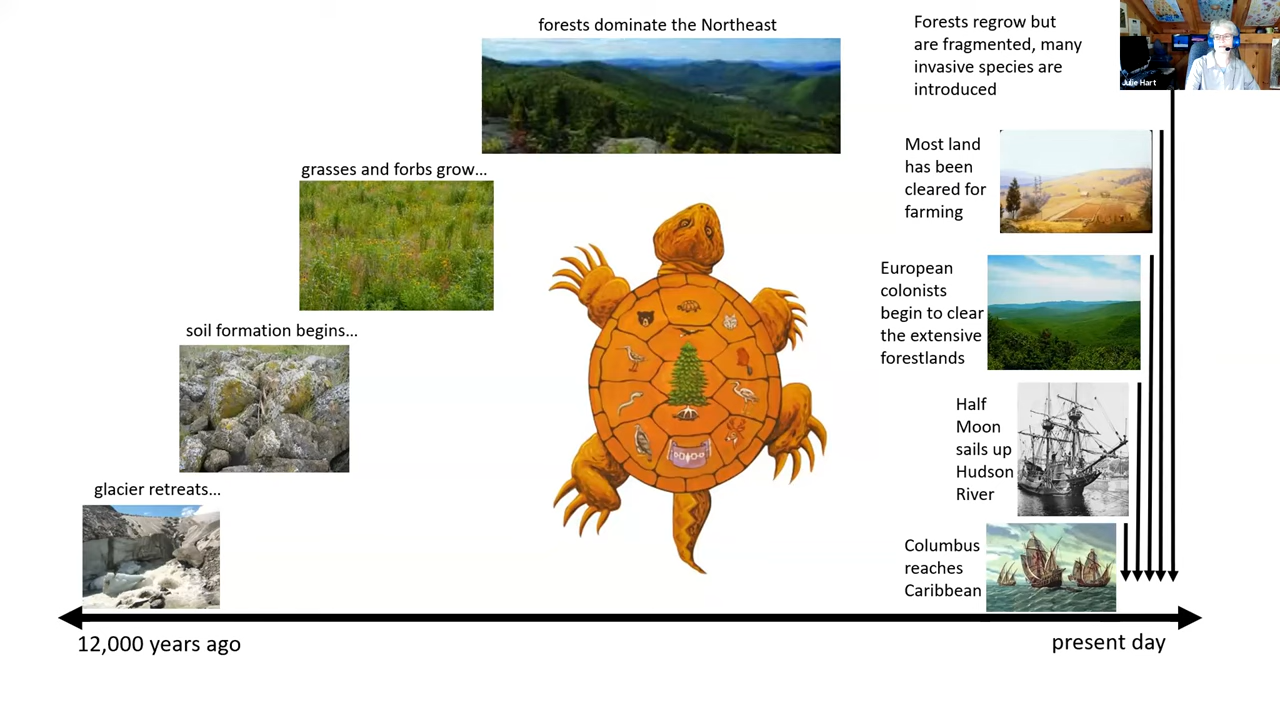 forests dominate the Northeast
Forests regrow but
are fragmented, many
invasive species are
introduced
Julie Hart
Most land
has been
cleared for
farming
grasses and forbs grow...
European
colonists
begin to clear
the extensive
forestlands
soil formation begins...
Half
Moon
sails up
Hudson
River
glacier retreats...
Columbus
reaches
Caribbean
12,000 years ago
present day